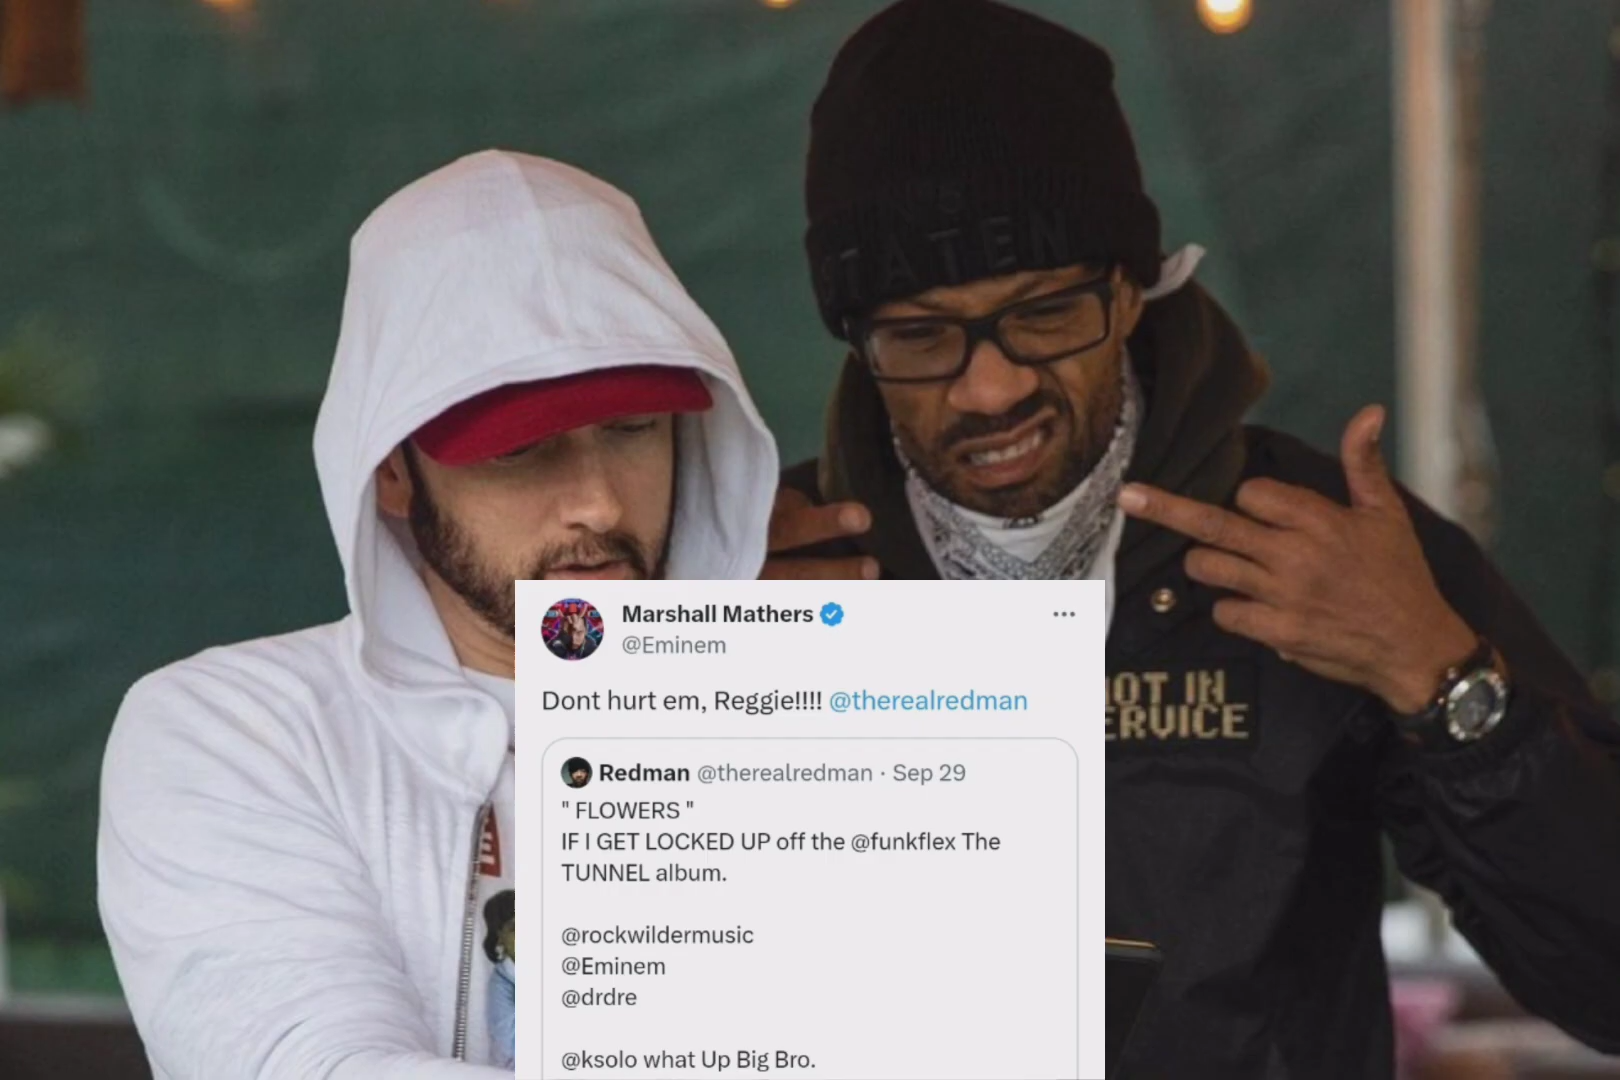 STATEN
Marshall Mathers
@Eminem
Dont hurt em, Reggie!!!! @therealredman
Redman @therealredman · Sep 29
" FLOWERS "
IF I GET LOCKED UP off the @funkflex The
TUNNEL album.
@rockwildermusic
@Eminem
@drdre
@ksolo what Up Big Bro.
OT IN
ERVICE